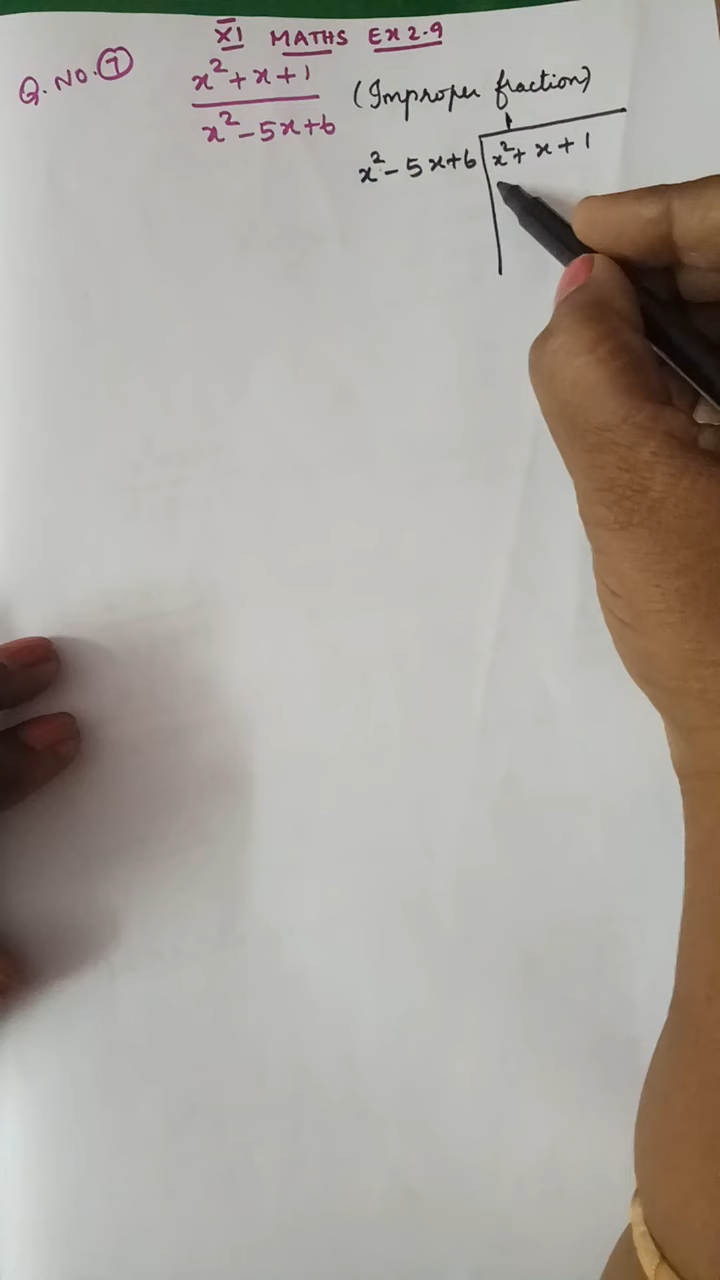 XI MATHS Ex 2.9
Q. NO. 7
x² + x + 1
x² - 5x + 6
(Improper fraction)
1
x² - 5x + 6 x² + x + 1